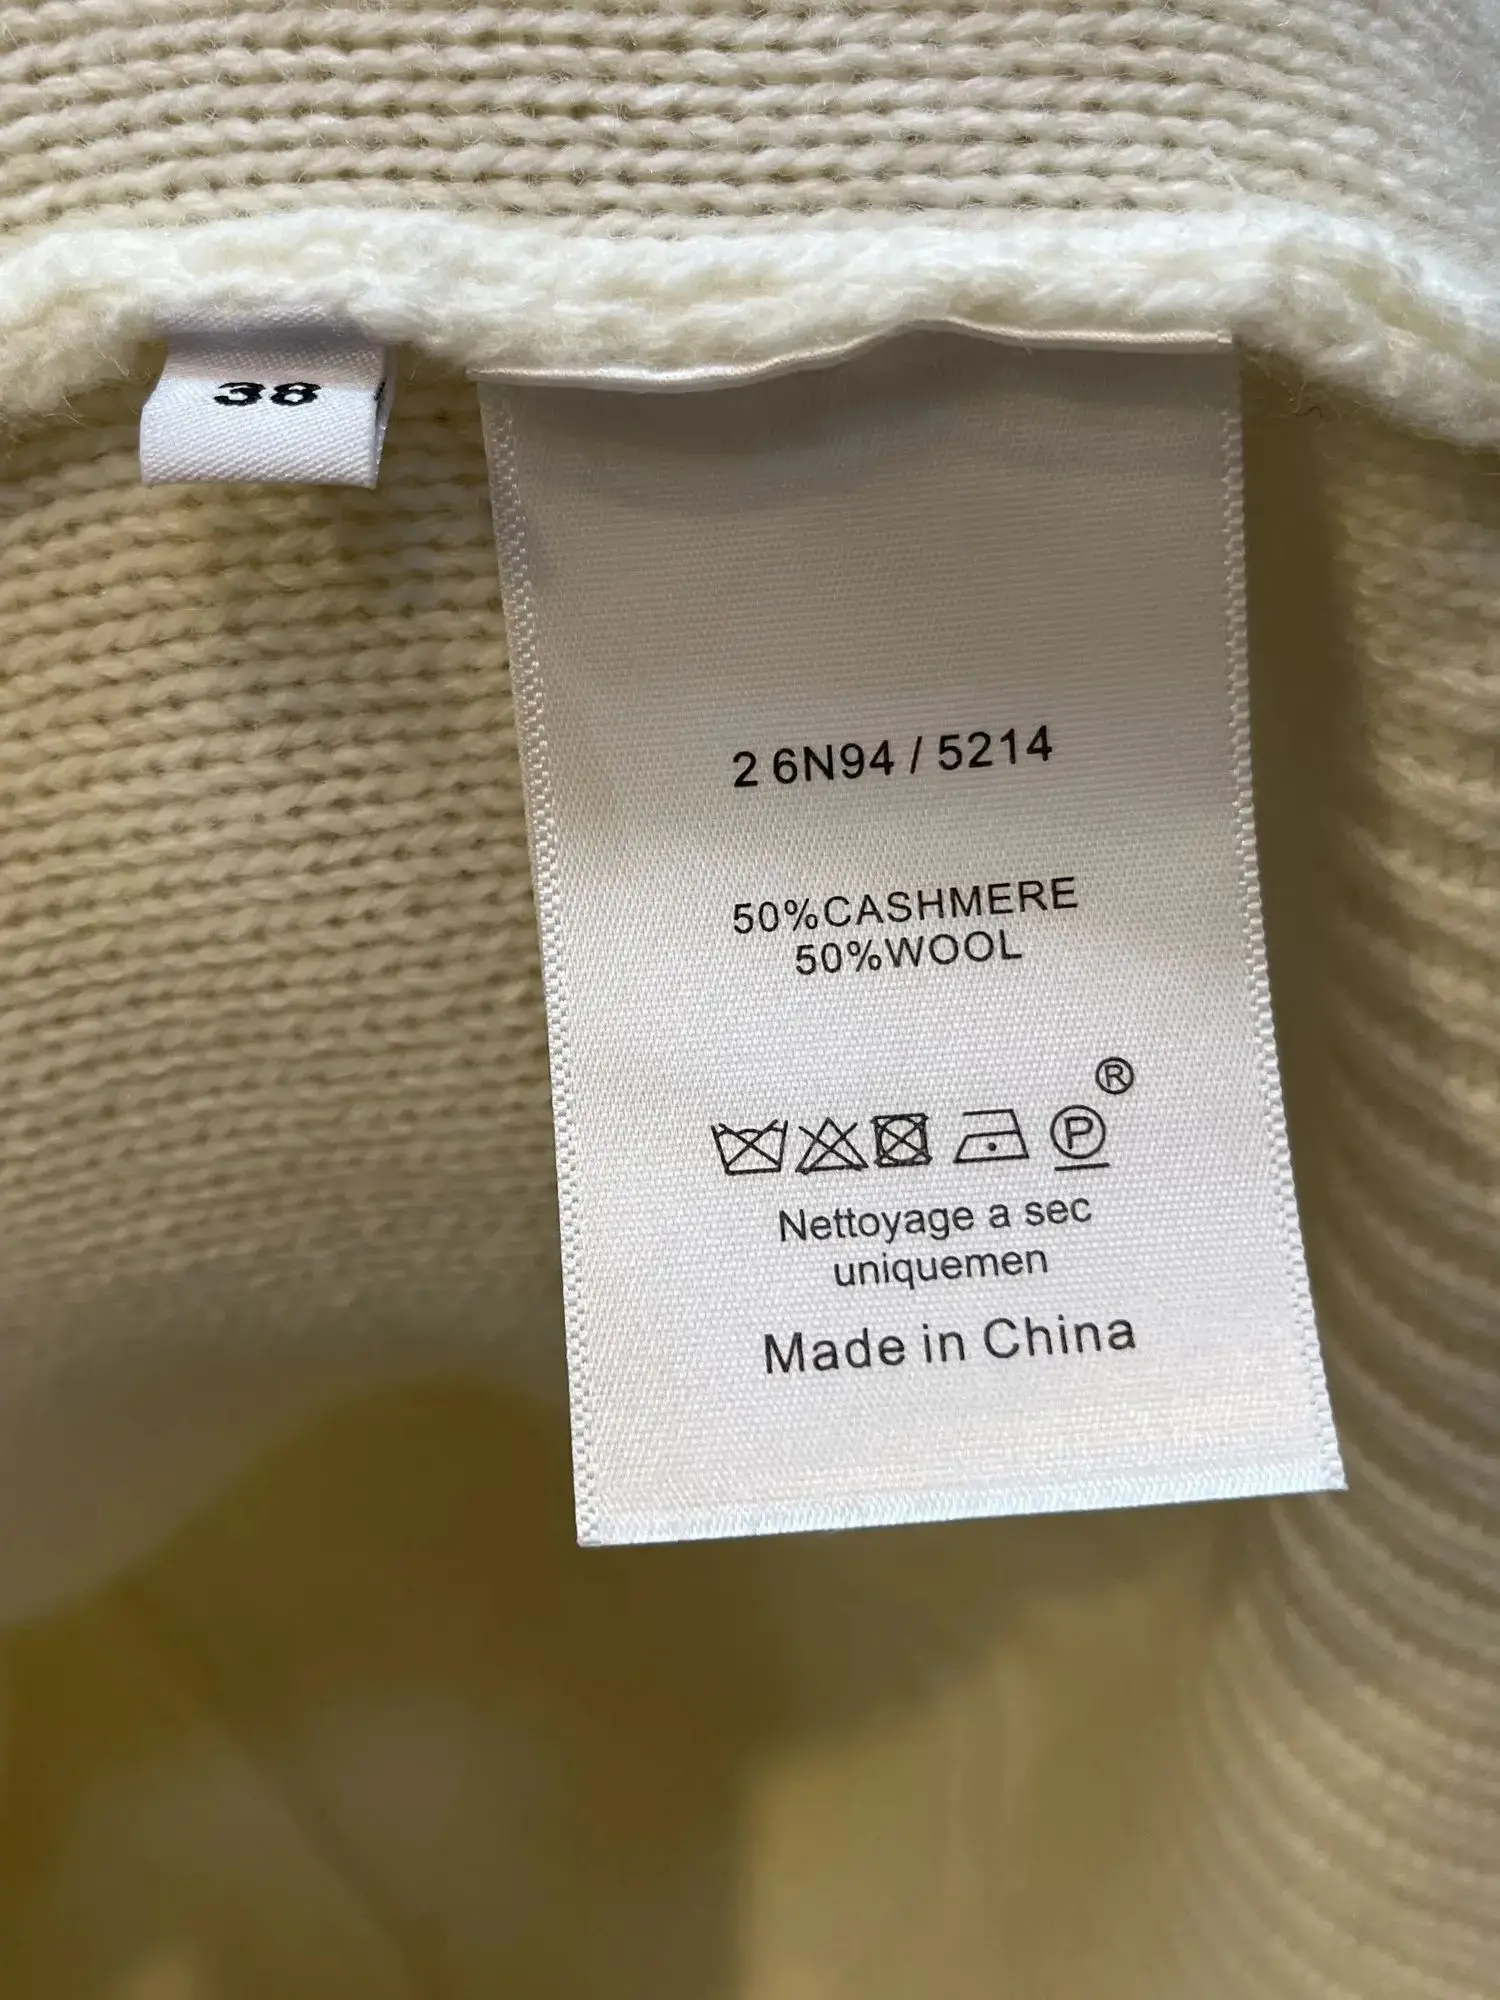 38
2 6N94 / 5214
50%CASHMERE
50%WOOL
®
P
Nettoyage a sec
uniquemen
Made in China